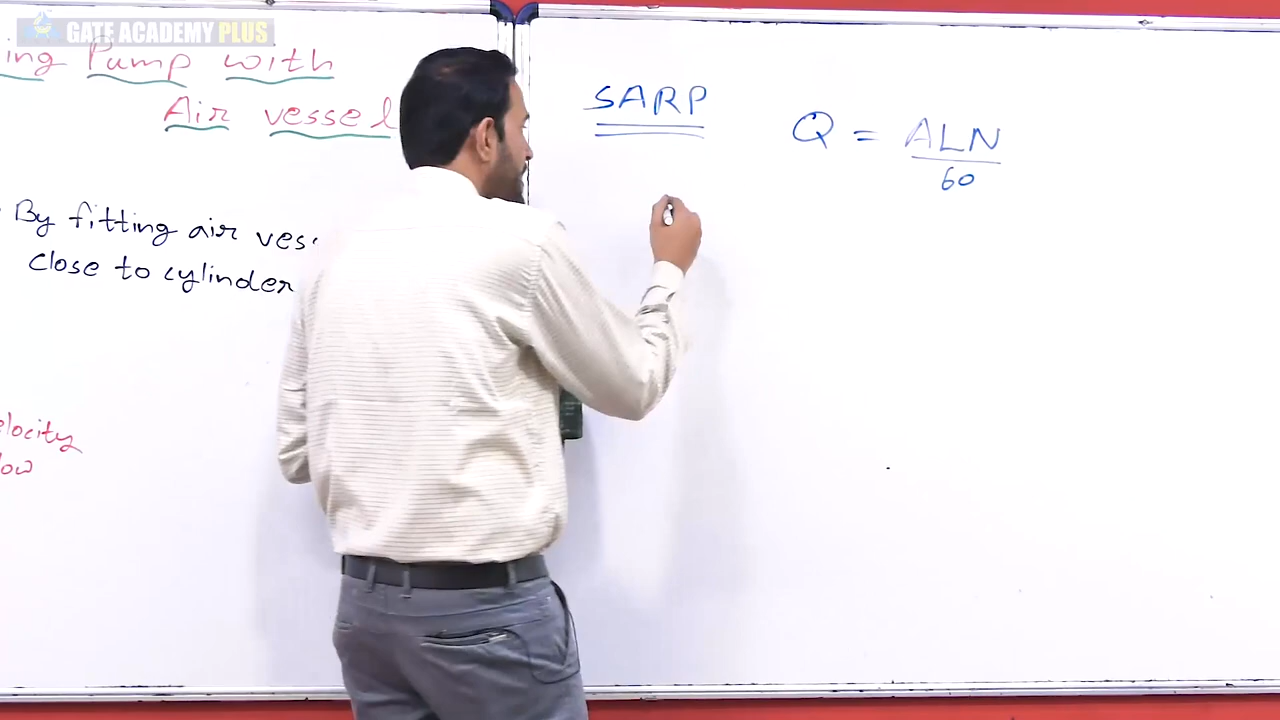 GATE ACADEMY PLUS
ing Pump with
Air vessel
By fitting air ves
close to cylinder
elocity
low
SARP
Q = ALN
60